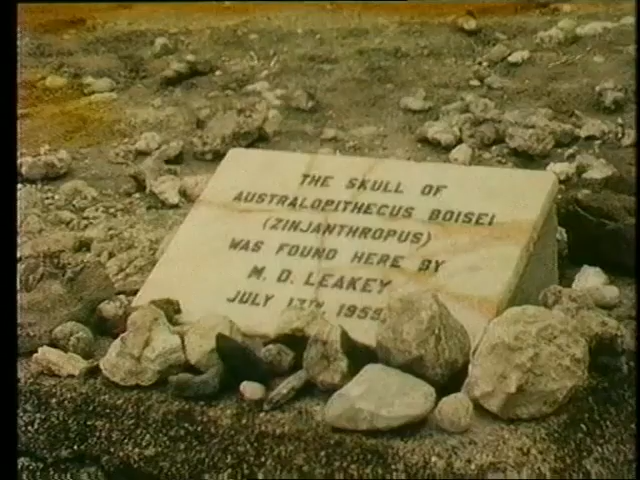 THE SKULL OF
AUSTRALOPITHECUS BOISEI
(ZINJANTHROPUS)
WAS FOUND HERE BY
M. D. LEAKEY
JULY 17TH, 1959.